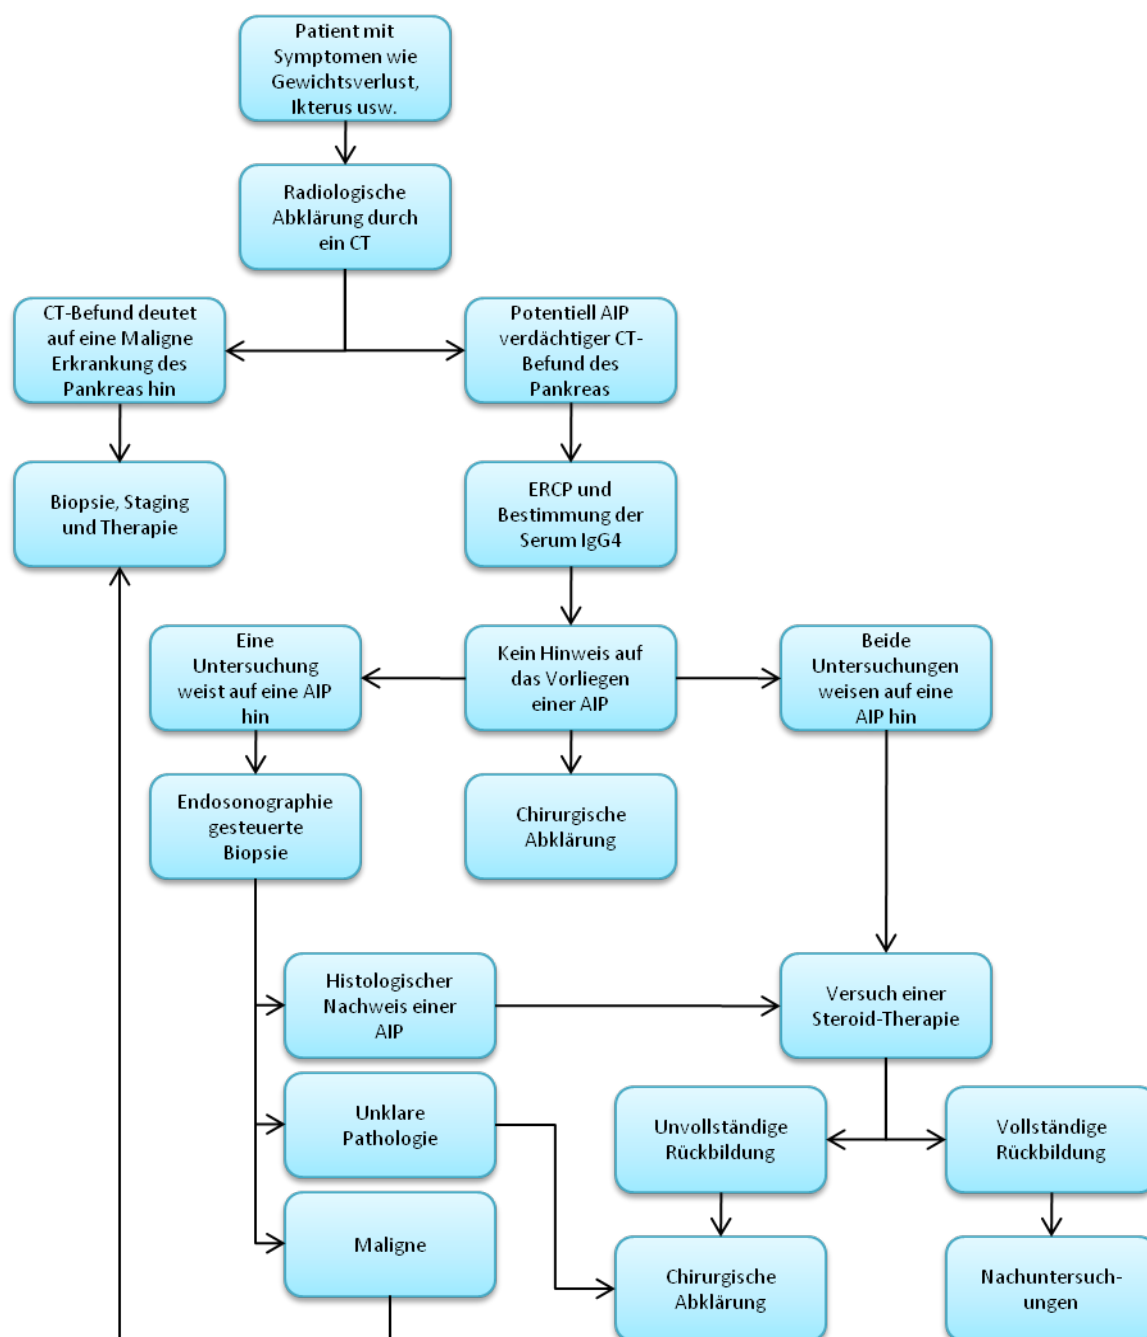 Patient mit
Symptomen wie
Gewichtsverlust,
Ikterus usw.
Radiologische
Abklärung durch
ein CT
CT-Befund deutet
auf eine Maligne
Erkrankung des
Pankreas hin
Potentiell AIP
verdächtiger CT-
Befund des
Pankreas
Biopsie, Staging
und Therapie
ERCP und
Bestimmung der
Serum IgG4
Eine
Untersuchung
weist auf eine AIP
hin
Kein Hinweis auf
das Vorliegen
einer AIP
Beide
Untersuchungen
weisen auf eine
AIP hin
Endosonographie
gesteuerte
Biopsie
Chirurgische
Abklärung
Histologischer
Nachweis einer
AIP
Versuch einer
Steroid-Therapie
Unklare
Pathologie
Unvollständige
Rückbildung
Vollständige
Rückbildung
Maligne
Chirurgische
Abklärung
Nachuntersuch-
ungen